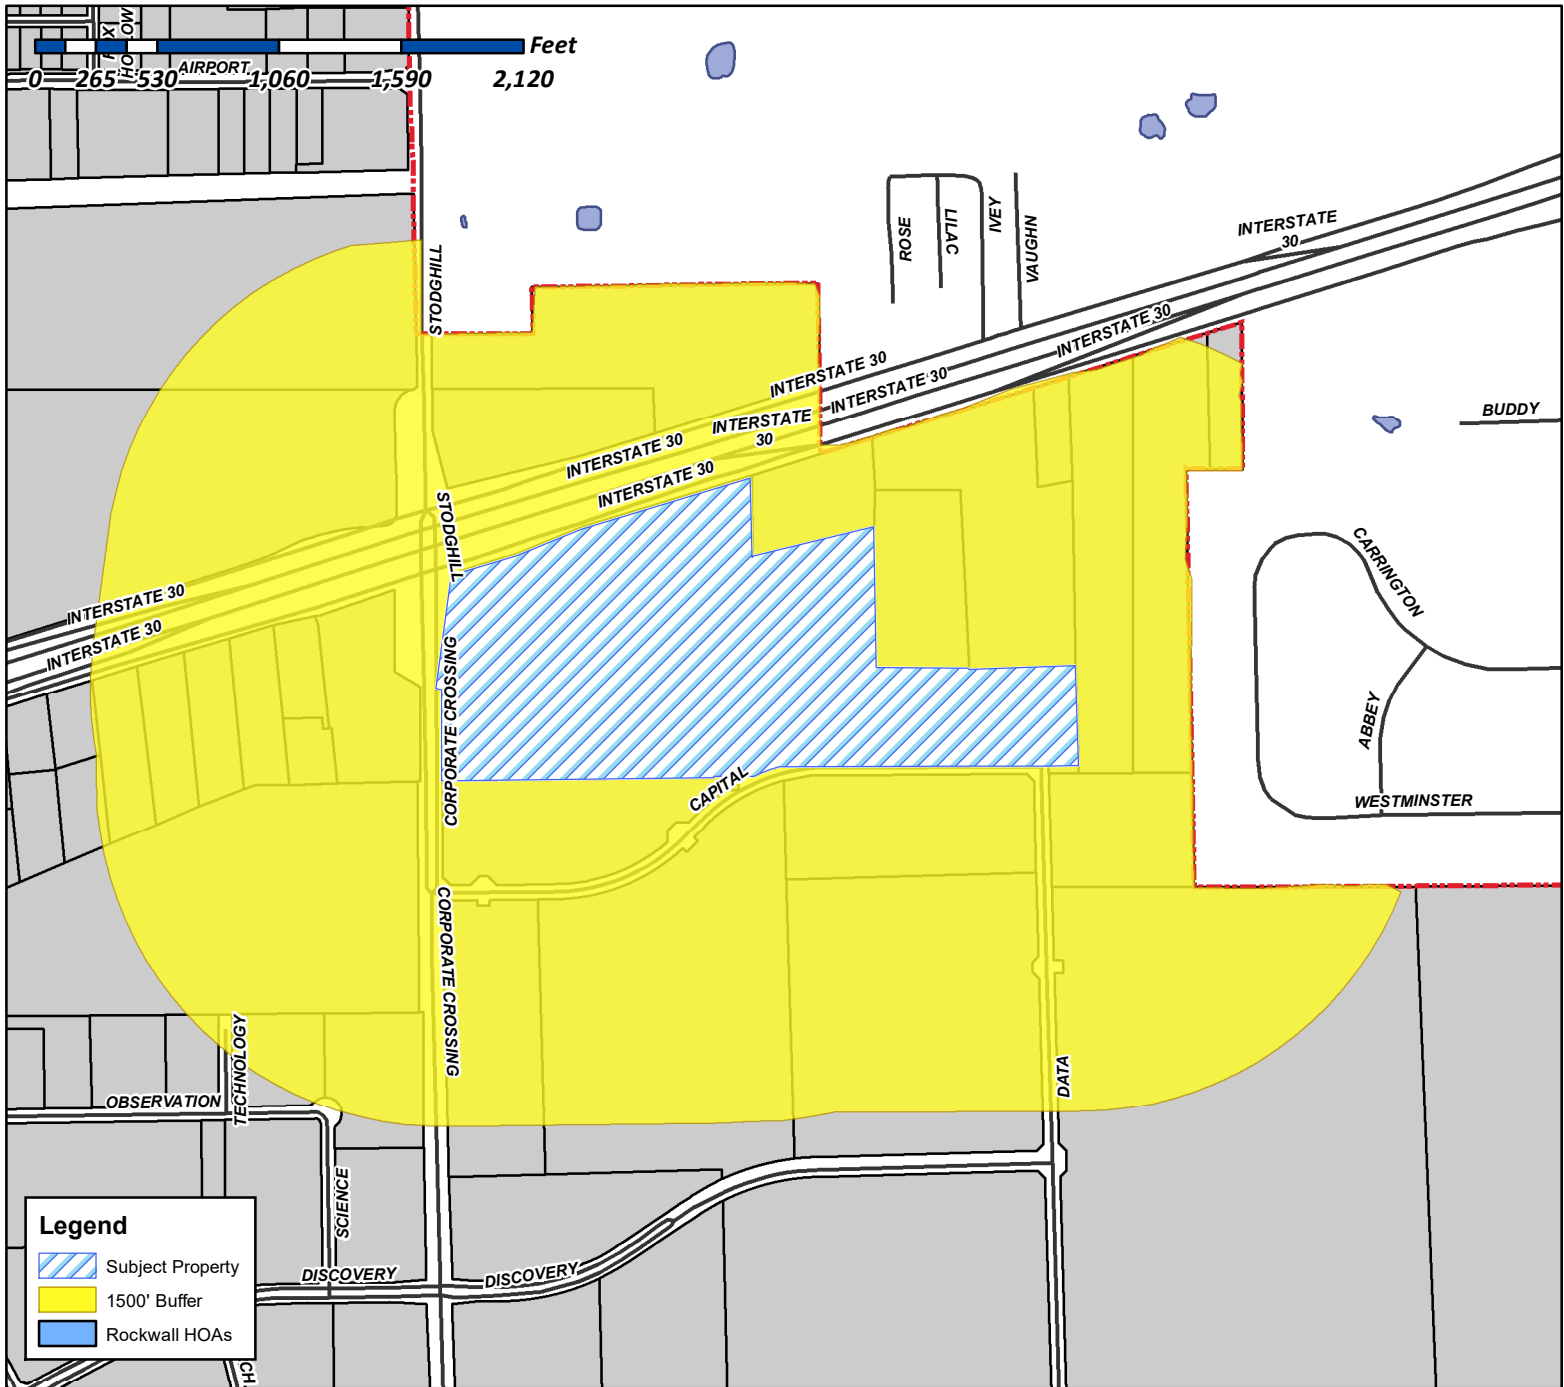 FOX
HOLLOW
Feet
AIRPORT
0 265 530 1,060 1,590 2,120
ROSE
LILAC
IVEY
VAUGHN
INTERSTATE
30
STODGHILL
INTERSTATE 30
INTERSTATE 30
INTERSTATE 30
INTERSTATE
30
BUDDY
INTERSTATE 30
INTERSTATE 30
STODGHILL
CARRINGTON
INTERSTATE 30
INTERSTATE 30
CORPORATE CROSSING
ABBEY
CAPITAL
WESTMINSTER
CORPORATE CROSSING
TECHNOLOGY
DATA
OBSERVATION
SCIENCE
Legend
Subject Property
1500' Buffer
Rockwall HOAs
DISCOVERY
DISCOVERY